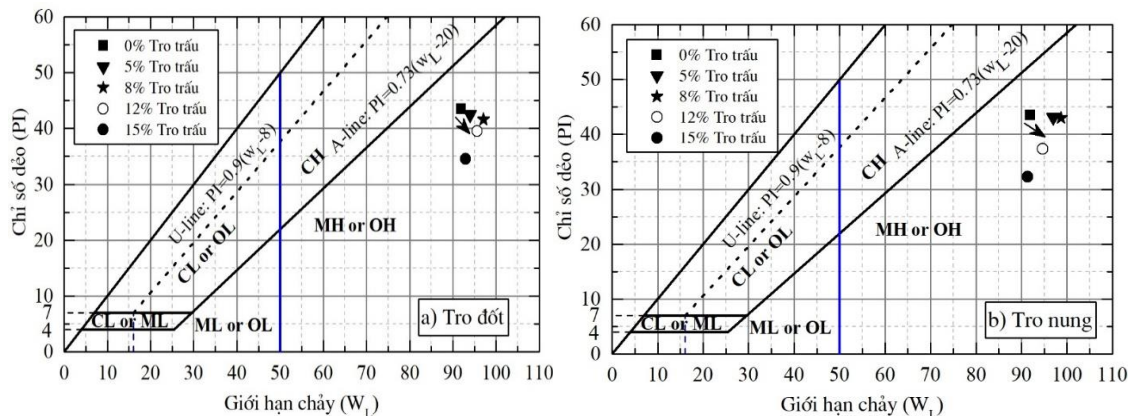 60
50
40
30
20
10
7
4
0
Chỉ số dẻo (PI)
0% Tro trấu
5% Tro trấu
8% Tro trấu
12% Tro trấu
15% Tro trấu
U-line: PI=0.9(w_L-8)
CL or OL
CH
A-line: PI=0.73(w_L-20)
MH or OH
CL or ML
ML or OL
a) Tro đốt
0 10 20 30 40 50 60 70 80 90 100 110
Giới hạn chảy (W_L)
60
50
40
30
20
10
7
4
0
Chỉ số dẻo (PI)
0% Tro trấu
5% Tro trấu
8% Tro trấu
12% Tro trấu
15% Tro trấu
U-line: PI=0.9(w_L-8)
CL or OL
CH
A-line: PI=0.73(w_L-20)
MH or OH
CL or ML
ML or OL
b) Tro nung
0 10 20 30 40 50 60 70 80 90 100 110
Giới hạn chảy (W_L)